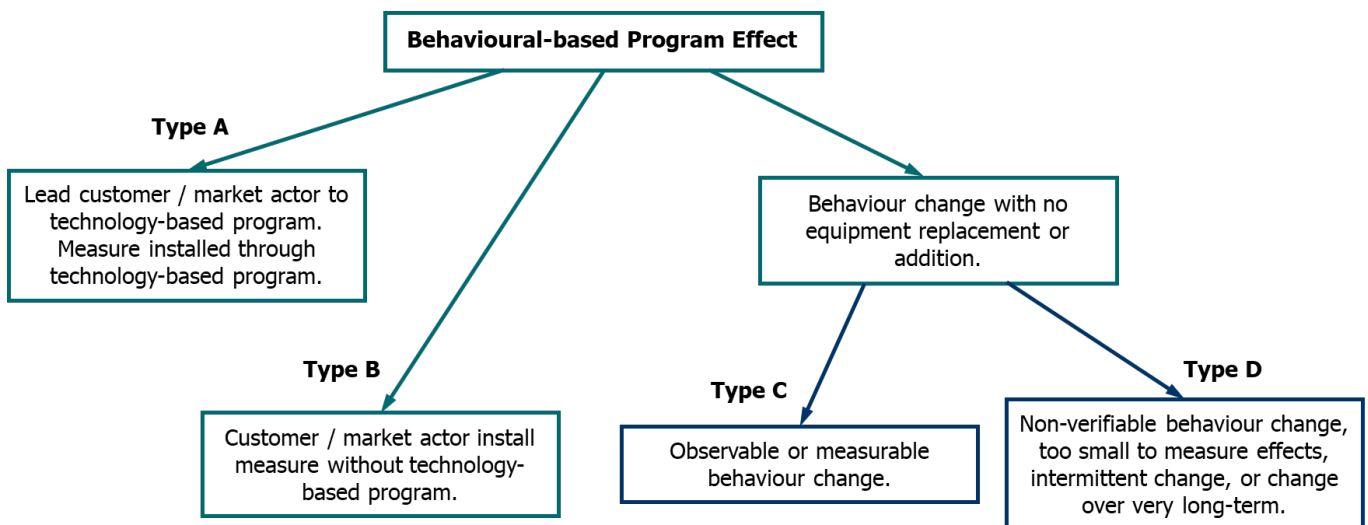 Behavioural-based Program Effect
Type A
Lead customer / market actor to
technology-based program.
Measure installed through
technology-based program.
Behaviour change with no
equipment replacement or
addition.
Type B
Customer / market actor install
measure without technology-
based program.
Type C
Observable or measurable
behaviour change.
Type D
Non-verifiable behaviour change,
too small to measure effects,
intermittent change, or change
over very long-term.